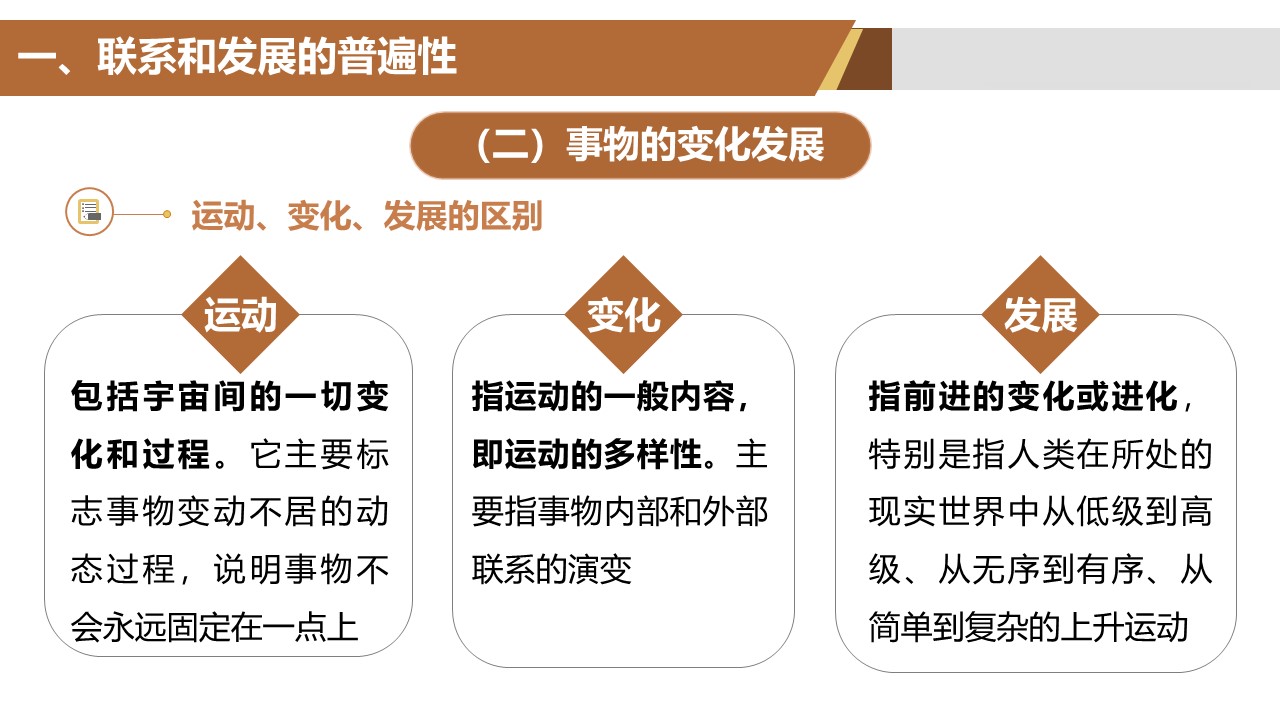 一、联系和发展的普遍性
（二）事物的变化发展
运动、变化、发展的区别
运动
包括宇宙间的一切变
化和过程。它主要标
志事物变动不居的动
态过程，说明事物不
会永远固定在一点上
变化
指运动的一般内容，
即运动的多样性。主
要指事物内部和外部
联系的演变
发展
指前进的变化或进化，
特别是指人类在所处的
现实世界中从低级到高
级、从无序到有序、从
简单到复杂的上升运动